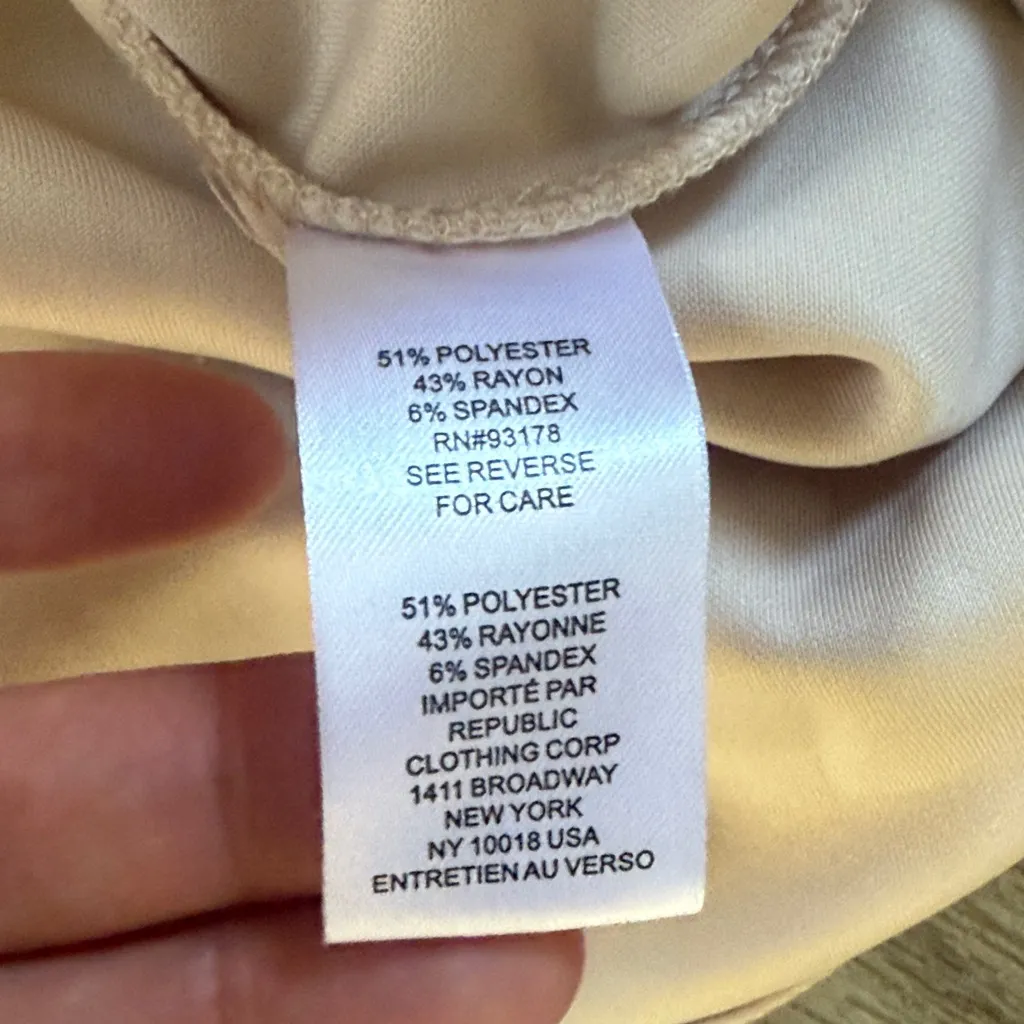 51% POLYESTER
43% RAYON
6% SPANDEX
RN#93178
SEE REVERSE
FOR CARE
51% POLYESTER
43% RAYONNE
6% SPANDEX
IMPORTÉ PAR
REPUBLIC
CLOTHING CORP
1411 BROADWAY
NEW YORK
NY 10018 USA
ENTRETIEN AU VERSO